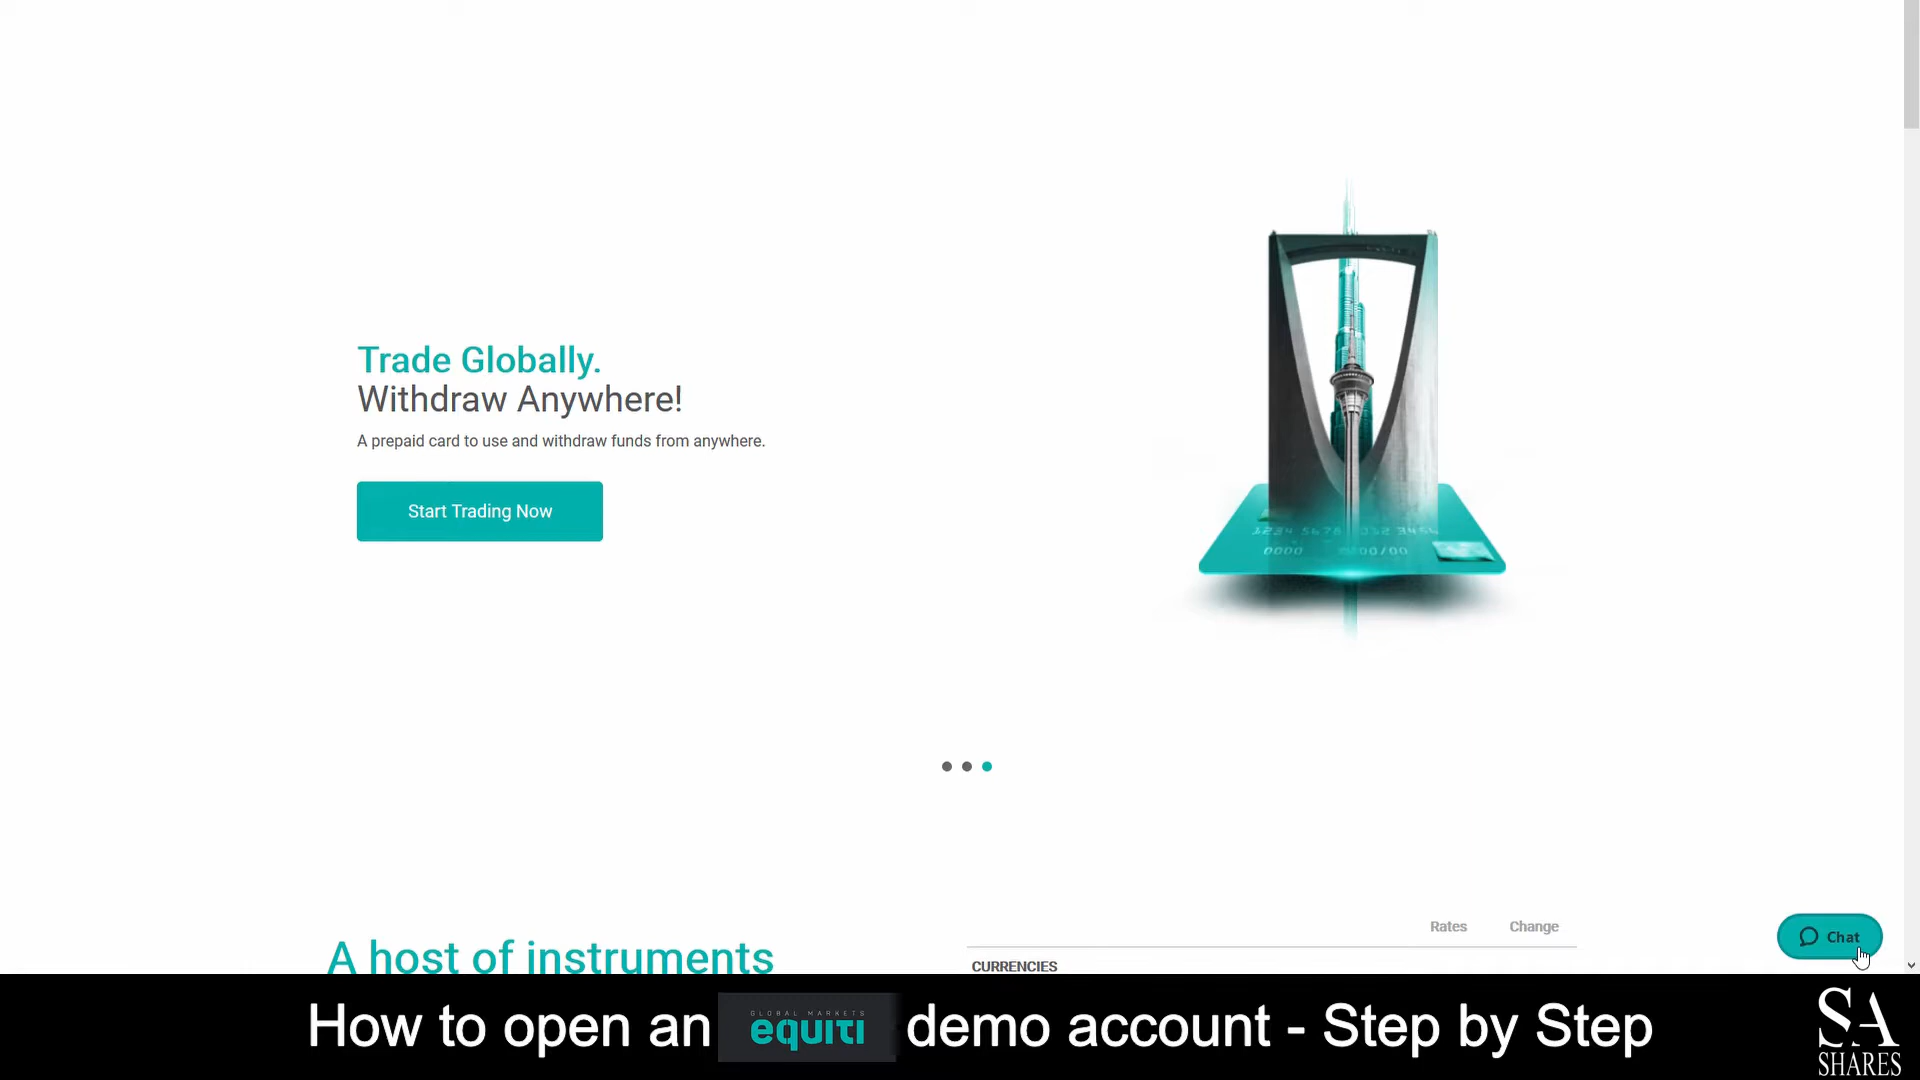 Trade Globally.
Withdraw Anywhere!
A prepaid card to use and withdraw funds from anywhere.
Start Trading Now
Rates Change
A host of instruments
CURRENCIES
Chat
How to open an GLOBAL MARKETS equiti demo account - Step by Step
SA
SHARES